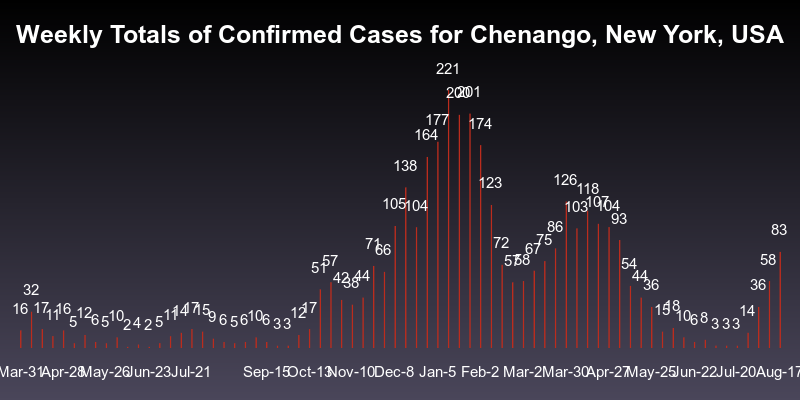 Weekly Totals of Confirmed Cases for Chenango, New York, USA
16 32 17 11 16 5 12 6 5 10 2 4 2 5 11 14 17 15 9 6 5 6 10 6 3 3 12 17 51 57 42 38 44 71 66 105 138 104 164 177 221 200 201 174 123 72 57 58 67 75 86 126 103 118 107 104 93 54 44 36 15 18 10 6 8 3 3 3 14 36 58 83
Mar-31 Apr-28 May-26 Jun-23 Jul-21 Sep-15 Oct-13 Nov-10 Dec-8 Jan-5 Feb-2 Mar-2 Mar-30 Apr-27 May-25 Jun-22 Jul-20 Aug-17